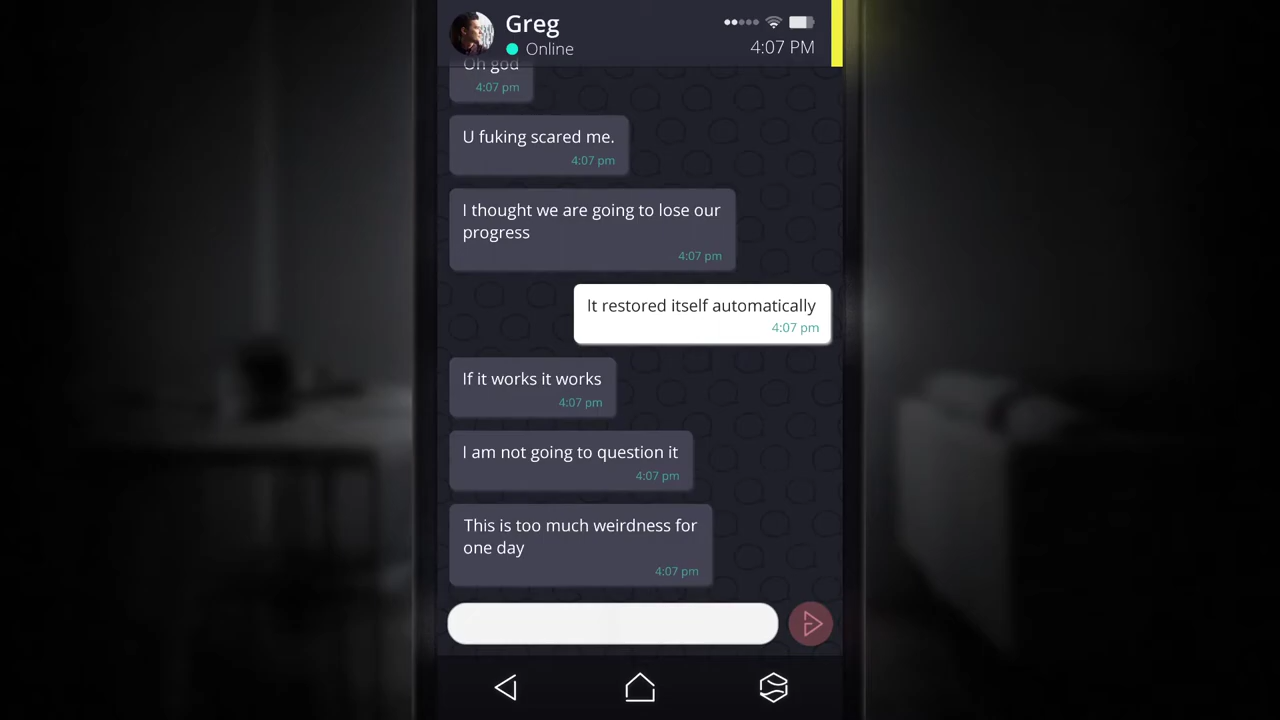 Greg
Online
4:07 PM
Oh god
4:07 pm
U fuking scared me.
4:07 pm
I thought we are going to lose our
progress
4:07 pm
It restored itself automatically
4:07 pm
If it works it works
4:07 pm
I am not going to question it
4:07 pm
This is too much weirdness for
one day
4:07 pm